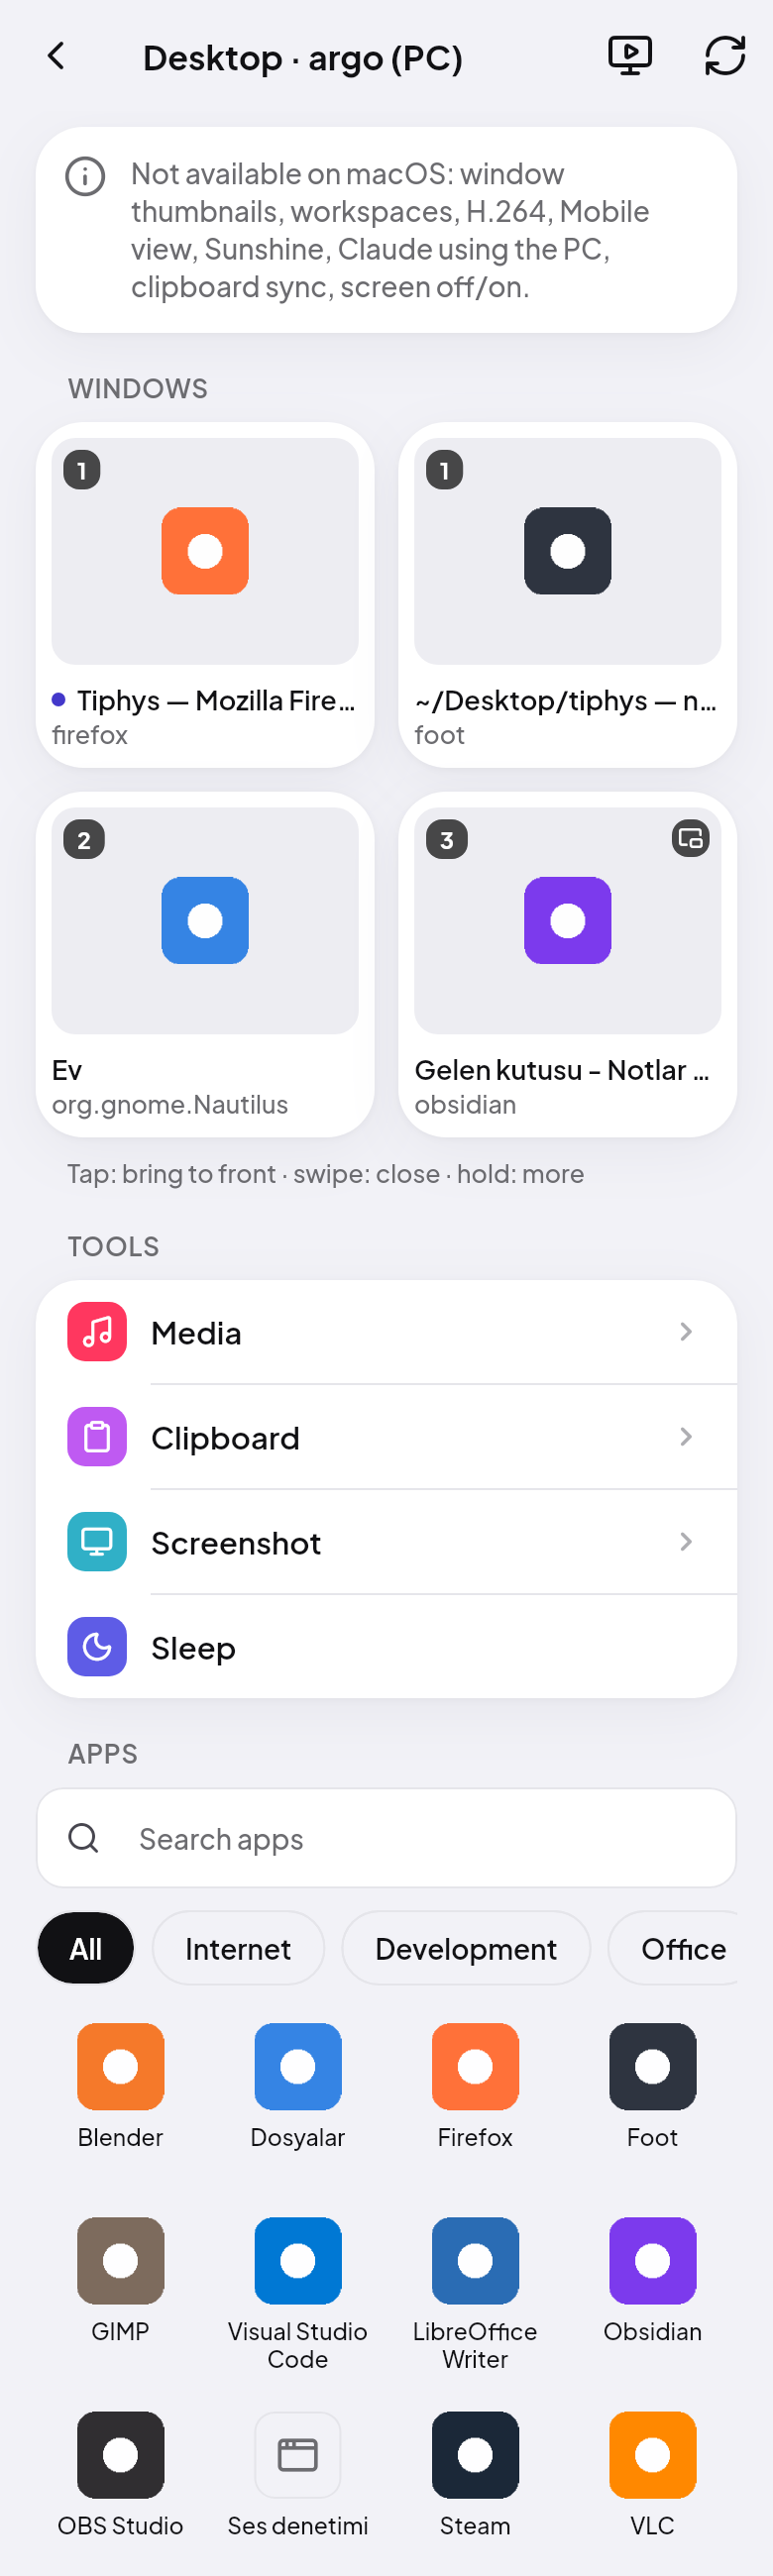 Desktop · argo (PC)
Not available on macOS: window
thumbnails, workspaces, H.264, Mobile
view, Sunshine, Claude using the PC,
clipboard sync, screen off/on.
WINDOWS
1
1
Tiphys — Mozilla Fire...
firefox
~/Desktop/tiphys — n...
foot
2
3
Ev
org.gnome.Nautilus
Gelen kutusu – Notlar ...
obsidian
Tap: bring to front · swipe: close · hold: more
TOOLS
Media
Clipboard
Screenshot
Sleep
APPS
Search apps
All
Internet
Development
Office
Blender
Dosyalar
Firefox
Foot
GIMP
Visual Studio
Code
LibreOffice
Writer
Obsidian
OBS Studio
Ses denetimi
Steam
VLC